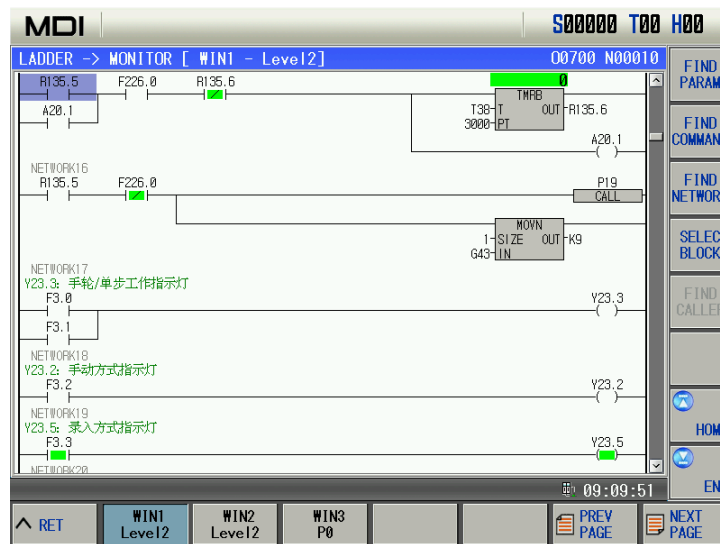 MDI S00000 T00 H00
LADDER -> MONITOR [ WIN1 - Level2] O0700 N00010
R135.5 F226.0 R135.6 0
TMRB
A20.1 T38 T OUT R135.6
3000 PT
A20.1
NETWORK16
R135.5 F226.0 P19
CALL
MOVN
1 SIZE OUT K9
G43 IN
NETWORK17
Y23.3: 手轮/单步工作指示灯
F3.0 Y23.3
F3.1
NETWORK18
Y23.2: 手动方式指示灯
F3.2 Y23.2
NETWORK19
Y23.5: 录入方式指示灯
F3.3 Y23.5
NETWORK20
09:09:51
FIND
PARAM
FIND
COMMAN
FIND
NETWOR
SELEC
BLOCK
FIND
CALLER
HOM
EN
RET
WIN1
Level2
WIN2
Level2
WIN3
P0
PREV
PAGE
NEXT
PAGE